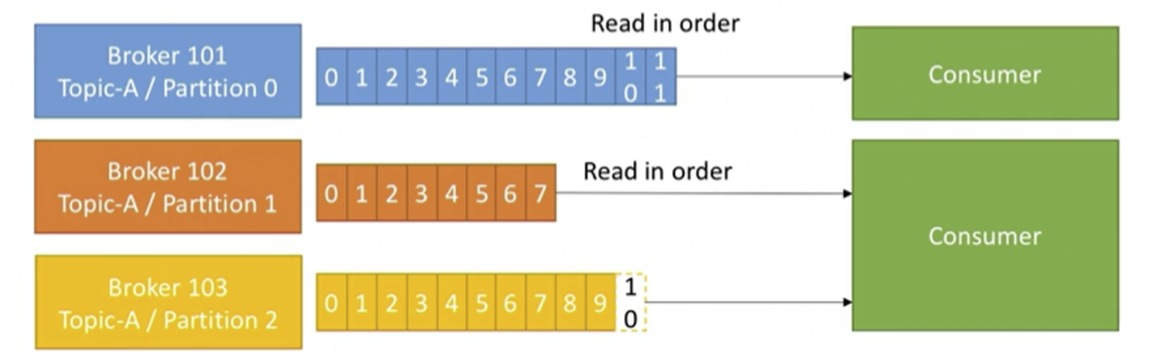 Read in order
Broker 101
Topic-A / Partition 0
0 1 2 3 4 5 6 7 8 9 10 11
Consumer
Broker 102
Topic-A / Partition 1
0 1 2 3 4 5 6 7
Read in order
Consumer
Broker 103
Topic-A / Partition 2
0 1 2 3 4 5 6 7 8 9 10